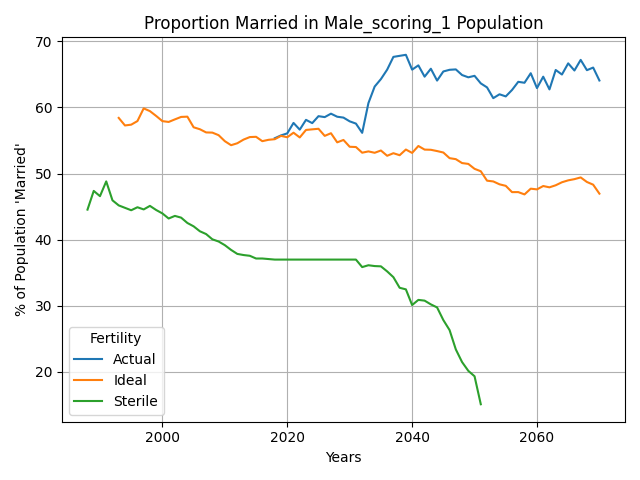 Proportion Married in Male_scoring_1 Population
% of Population 'Married'
70
60
50
40
30
20
Fertility
Actual
Ideal
Sterile
2000
2020
2040
2060
Years